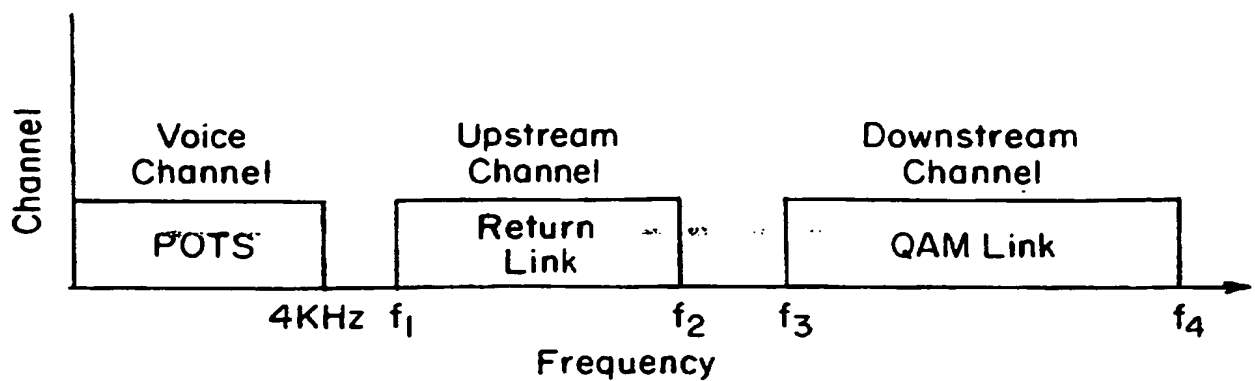 Channel
Voice
Channel
Upstream
Channel
Downstream
Channel
POTS
Return
Link
QAM Link
4KHz f1 f2 f3 f4
Frequency